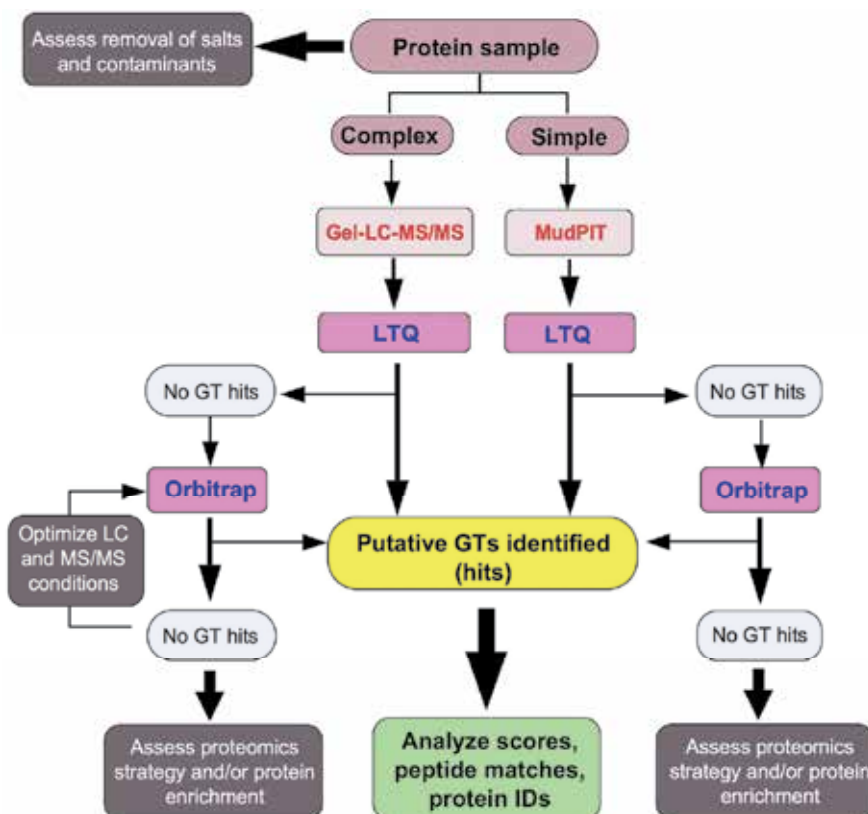 Assess removal of salts
and contaminants
Protein sample
Complex
Simple
Gel-LC-MS/MS
MudPIT
LTQ
LTQ
No GT hits
No GT hits
Orbitrap
Orbitrap
Optimize LC
and MS/MS
conditions
Putative GTs identified
(hits)
No GT hits
No GT hits
Assess proteomics
strategy and/or protein
enrichment
Analyze scores,
peptide matches,
protein IDs
Assess proteomics
strategy and/or protein
enrichment